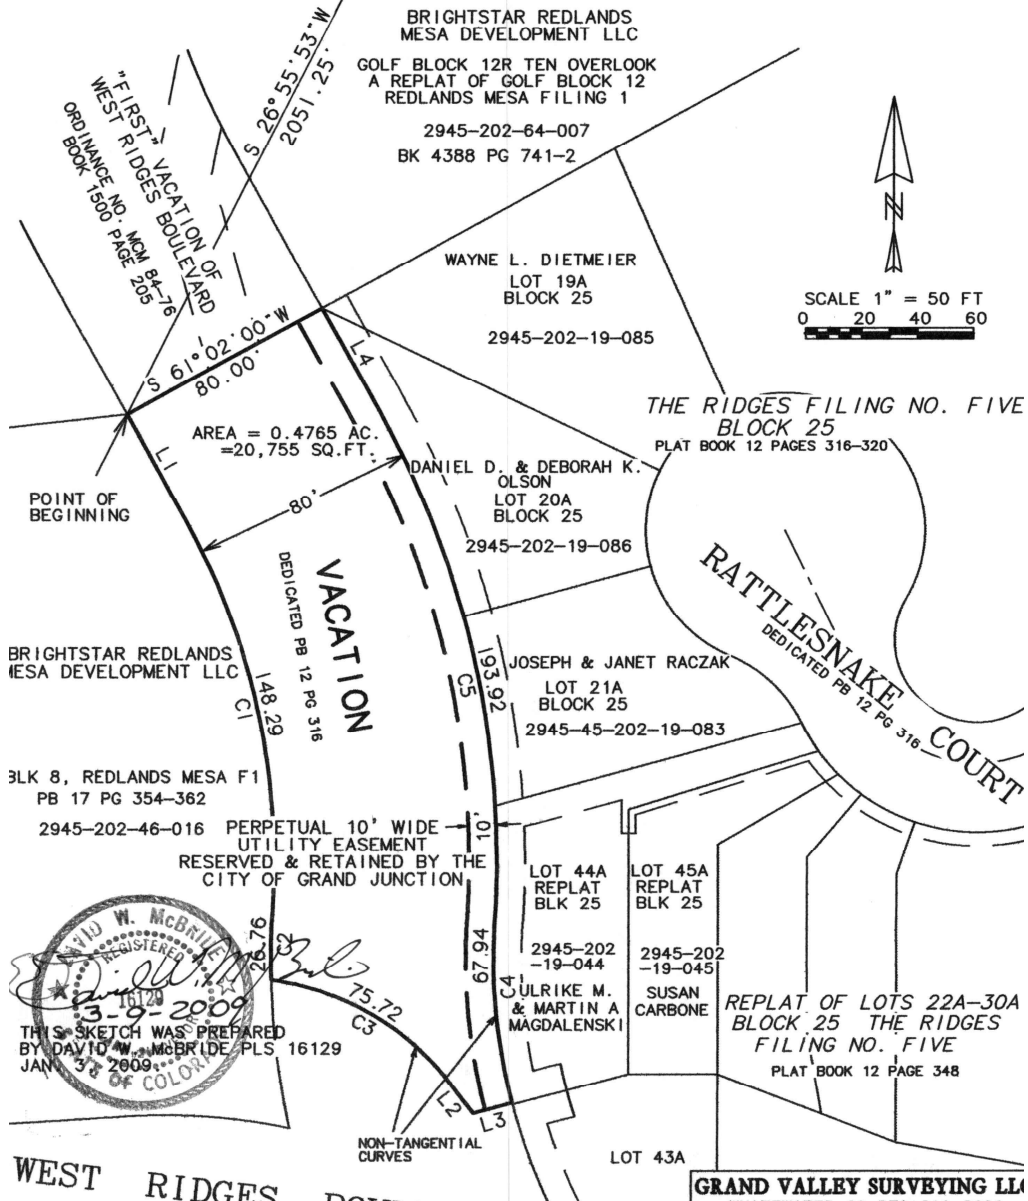 BRIGHTSTAR REDLANDS
MESA DEVELOPMENT LLC
GOLF BLOCK 12R TEN OVERLOOK
A REPLAT OF GOLF BLOCK 12
REDLANDS MESA FILING 1
2945-202-64-007
BK 4388 PG 741-2
S 26°55'53"W
2051.25'
"FIRST" VACATION OF
WEST RIDGES BOULEVARD
ORDINANCE NO. MCM 84-76
BOOK 1500 PAGE 205
N
SCALE 1" = 50 FT
0 20 40 60
WAYNE L. DIETMEIER
LOT 19A
BLOCK 25
2945-202-19-085
S 61°02'00"W
80.00'
L4
THE RIDGES FILING NO. FIVE
BLOCK 25
PLAT BOOK 12 PAGES 316-320
AREA = 0.4765 AC.
=20,755 SQ.FT.
L1
POINT OF
BEGINNING
80'
DANIEL D. & DEBORAH K.
OLSON
LOT 20A
BLOCK 25
2945-202-19-086
VACATION
DEDICATED PB 12 PG 316
RATTLESNAKE COURT
DEDICATED PB 12 PG 316
BRIGHTSTAR REDLANDS
MESA DEVELOPMENT LLC
148.29
C1
193.92
C5
JOSEPH & JANET RACZAK
LOT 21A
BLOCK 25
2945-45-202-19-083
BLK 8, REDLANDS MESA F1
PB 17 PG 354-362
2945-202-46-016
PERPETUAL 10' WIDE
UTILITY EASEMENT
RESERVED & RETAINED BY THE
CITY OF GRAND JUNCTION
10'
LOT 44A
REPLAT
BLK 25
2945-202
-19-044
ULRIKE M.
& MARTIN A
MAGDALENSKI
LOT 45A
REPLAT
BLK 25
2945-202
-19-045
SUSAN
CARBONE
REPLAT OF LOTS 22A-30A
BLOCK 25 THE RIDGES
FILING NO. FIVE
PLAT BOOK 12 PAGE 348
67.94
C4
26.76
C2
75.72
C3
DAVID W. McBRIDE
REGISTERED
16129
3-9-2009
STATE OF COLORADO
THIS SKETCH WAS PREPARED
BY DAVID W. McBRIDE PLS 16129
JAN. 3, 2009.
L2
L3
NON-TANGENTIAL
CURVES
LOT 43A
WEST RIDGES
GRAND VALLEY SURVEYING LLC